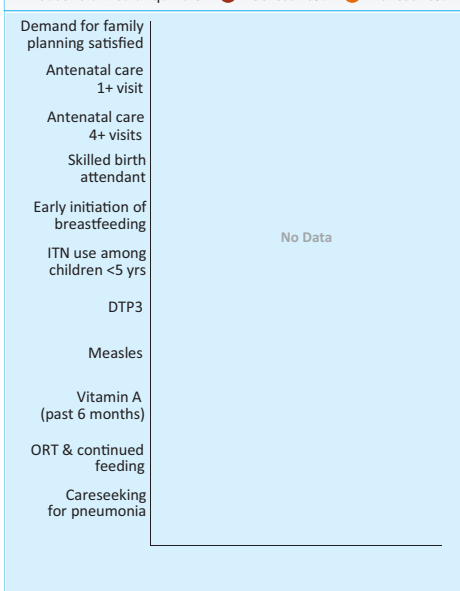 Demand for family
planning satisfied
Antenatal care
1+ visit
Antenatal care
4+ visits
Skilled birth
attendant
Early initiation of
breastfeeding
No Data
ITN use among
children <5 yrs
DTP3
Measles
Vitamin A
(past 6 months)
ORT & continued
feeding
Careseeking
for pneumonia